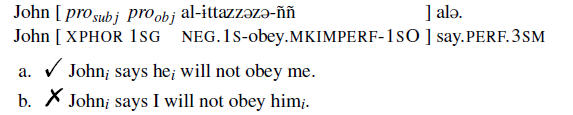 John [ pro_subj pro_obj al-ɨttazzəzə-ññ ] alə.
John [ XPHOR 1SG NEG.1S-obey.MKIMPERF-1SO ] say.PERF.3SM
a. ✓ John_i says he_i will not obey me.
b. ✗ John_i says I will not obey him_i.